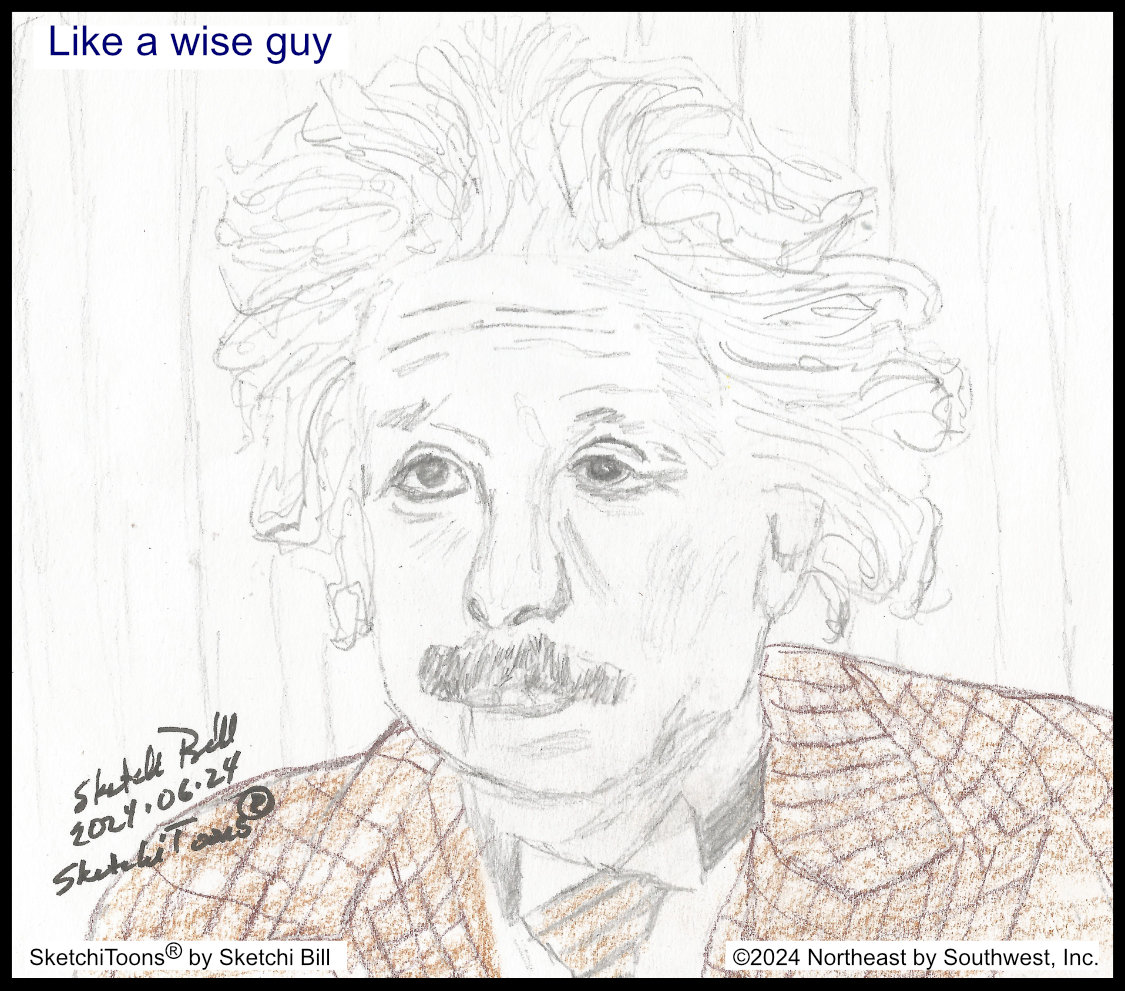 Like a wise guy
Sketchi Bill
2024.06.24
SketchiToons®
SketchiToons® by Sketchi Bill
©2024 Northeast by Southwest, Inc.